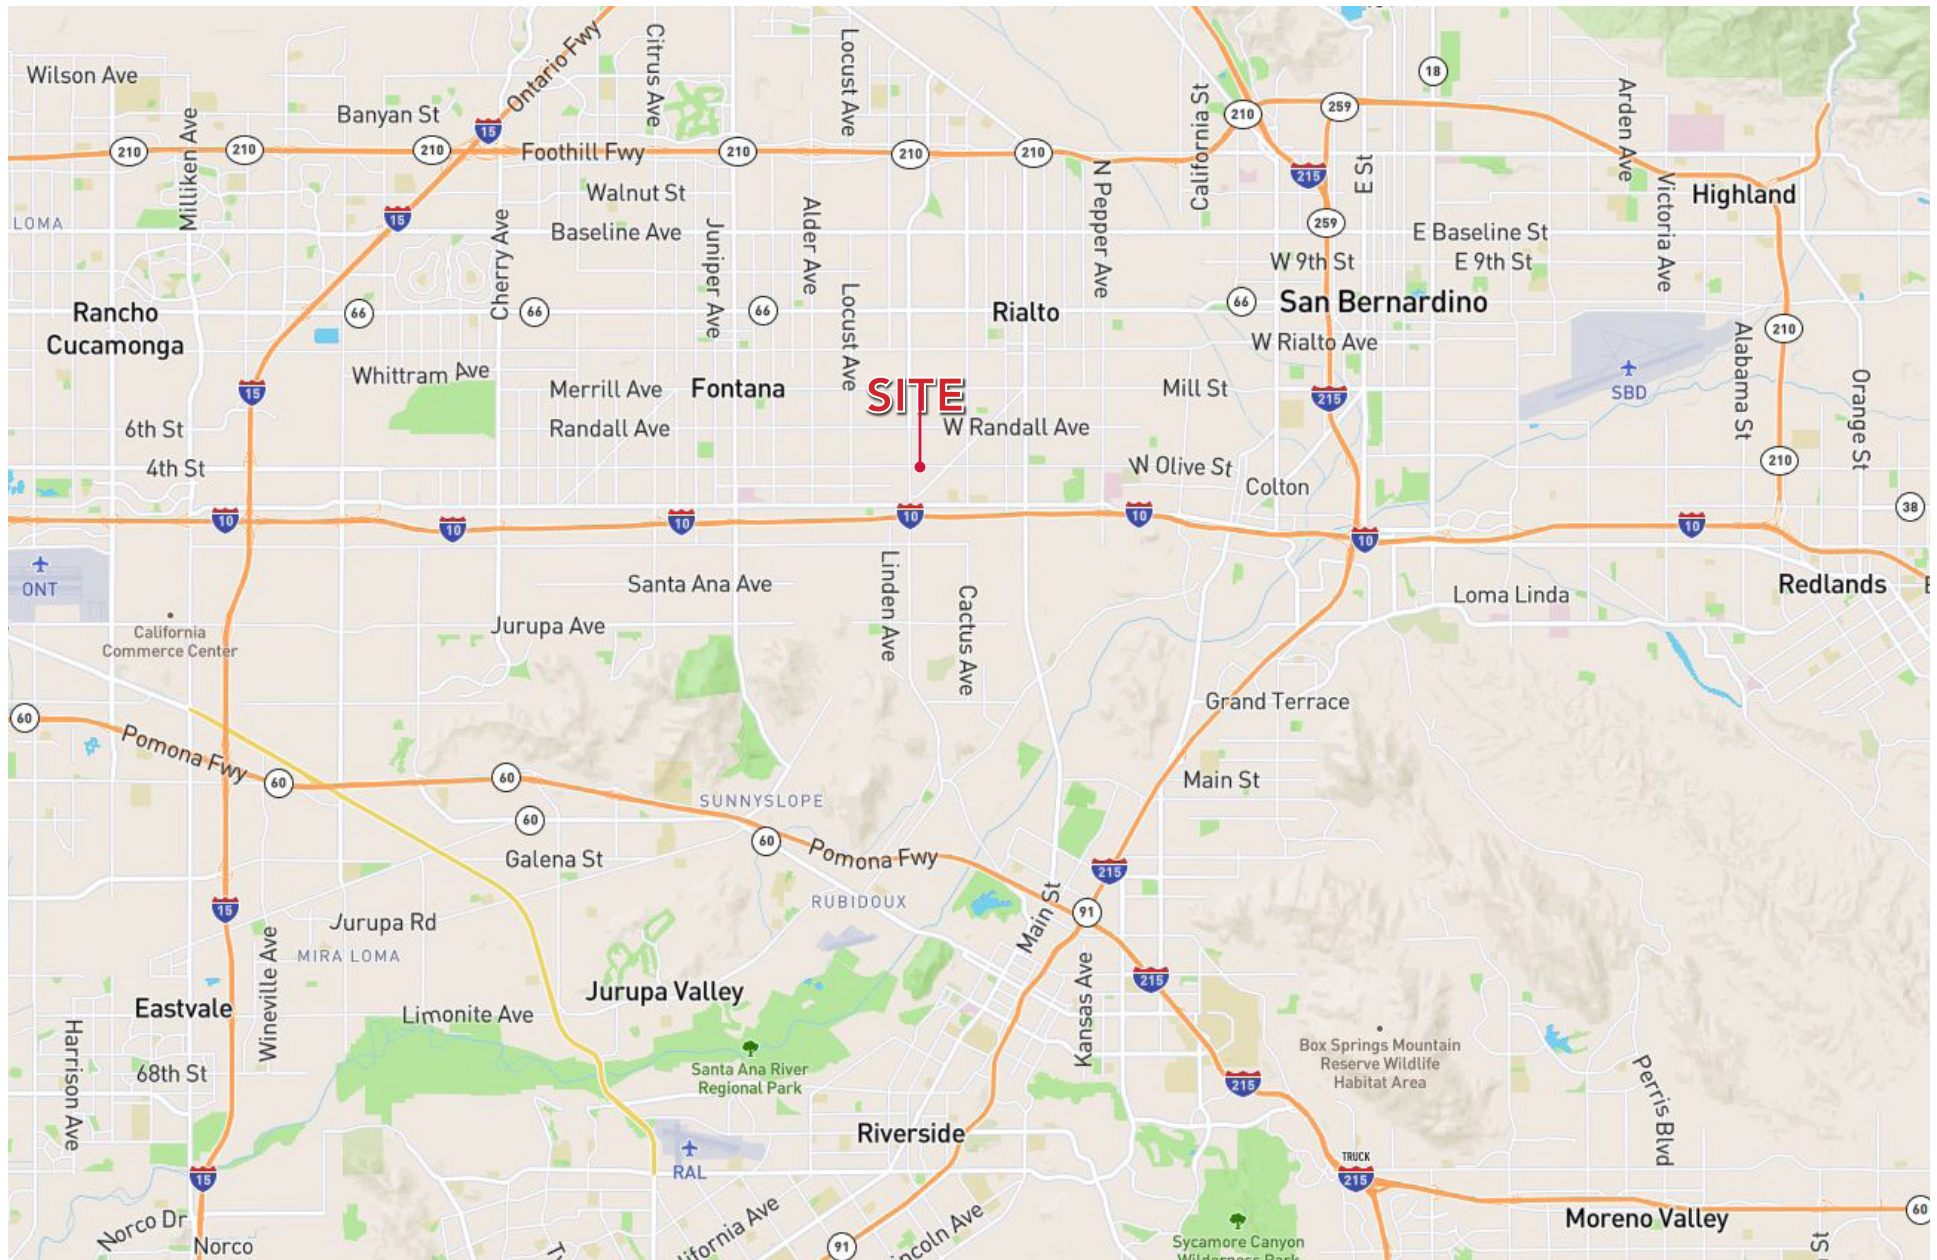 Wilson Ave
Banyan St
Ontario Fwy
Citrus Ave
Locust Ave
California St
18
Arden Ave
15
210
259
210
210
210
Foothill Fwy
210
210
210
Milliken Ave
Walnut St
N Pepper Ave
215
E St
Victoria Ave
Highland
LOMA
15
Cherry Ave
Baseline Ave
Juniper Ave
Alder Ave
259
E Baseline St
W 9th St
E 9th St
Rancho
Cucamonga
66
66
66
Locust Ave
Rialto
66
San Bernardino
W Rialto Ave
210
Alabama St
Orange St
Whittram Ave
15
Merrill Ave
Fontana
SITE
Mill St
215
SBD
6th St
Randall Ave
W Randall Ave
4th St
W Olive St
Colton
210
38
10
10
10
10
10
10
10
ONT
Santa Ana Ave
Linden Ave
Cactus Ave
Loma Linda
Redlands
California
Commerce Center
Jurupa Ave
Grand Terrace
60
Pomona Fwy
60
60
Main St
SUNNYSLOPE
60
60
Pomona Fwy
Galena St
215
RUBIDOUX
Main St
91
15
Jurupa Rd
MIRA LOMA
Wineville Ave
Kansas Ave
215
Jurupa Valley
Eastvale
Limonite Ave
Harrison Ave
68th St
Santa Ana River
Regional Park
Box Springs Mountain
Reserve Wildlife
Habitat Area
Perris Blvd
215
Riverside
RAL
15
TRUCK
215
Norco Dr
Norco
91
Moreno Valley
60
Sycamore Canyon
Wilderness Park
St